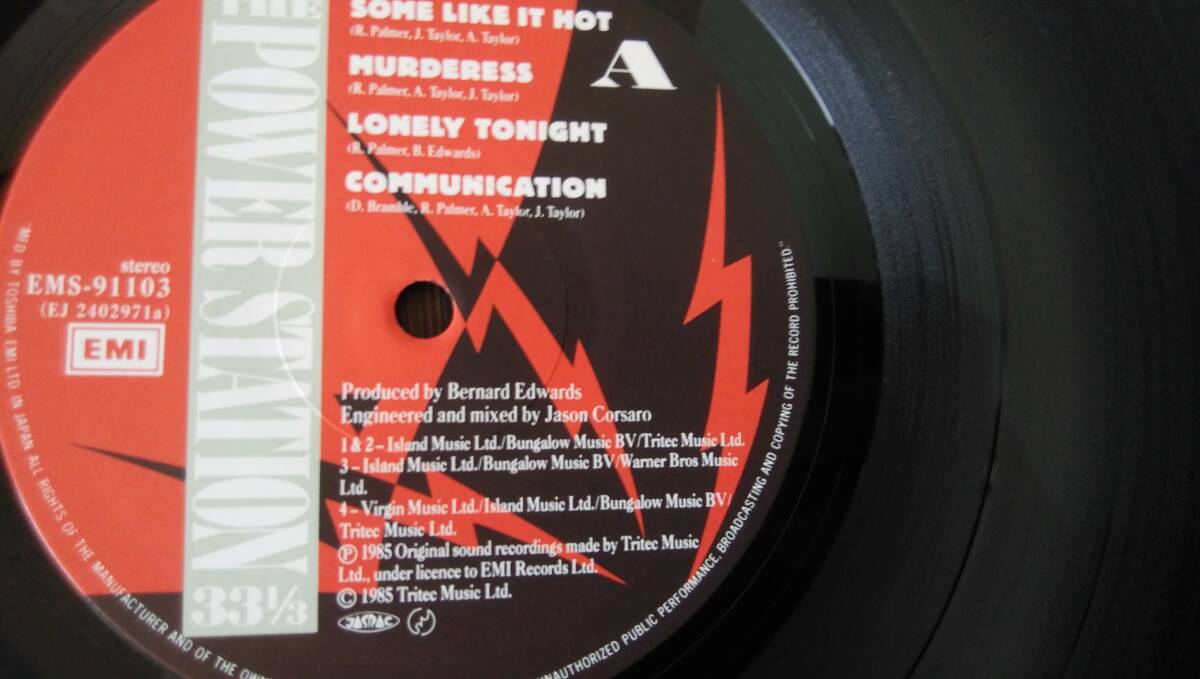 THE POWER STATION
33 1/3
SOME LIKE IT HOT
(R. Palmer, J. Taylor, A. Taylor)
A
MURDERESS
(R. Palmer, A. Taylor, J. Taylor)
LONELY TONIGHT
(R. Palmer, B. Edwards)
COMMUNICATION
(D. Bramble, R. Palmer, A. Taylor, J. Taylor)
stereo
EMS-91103
(EJ 2402971a)
EMI
Produced by Bernard Edwards
Engineered and mixed by Jason Corsaro
1 & 2 – Island Music Ltd./Bungalow Music BV/Tritec Music Ltd.
3 – Island Music Ltd./Bungalow Music BV/Warner Bros Music
Ltd.
4 – Virgin Music Ltd./Island Music Ltd./Bungalow Music BV/
Tritec Music Ltd.
℗ 1985 Original sound recordings made by Tritec Music
Ltd., under licence to EMI Records Ltd.
© 1985 Tritec Music Ltd.
JASRAC
"MF'D BY TOSHIBA EMI LTD IN JAPAN ALL RIGHTS OF THE MANUFACTURER AND OF THE
UNAUTHORIZED PUBLIC PERFORMANCE, BROADCASTING AND COPYING OF THE RECORD PROHIBITED."